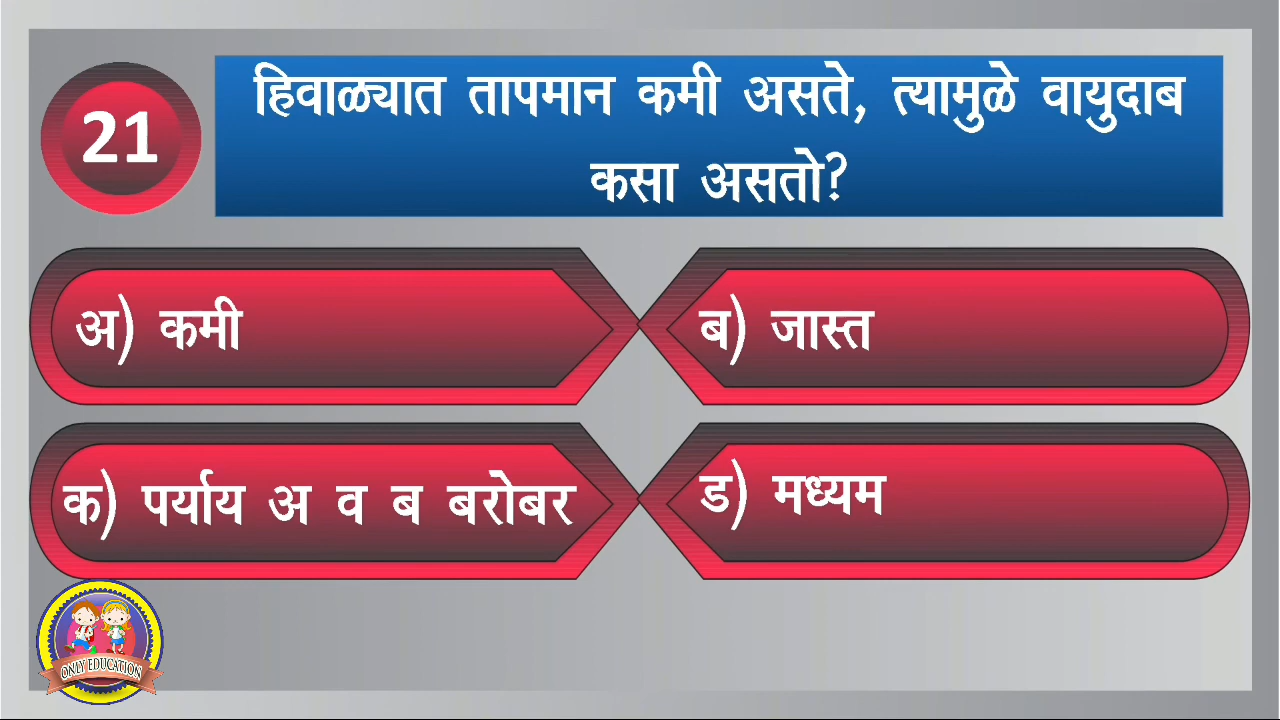 21
हिवाळ्यात तापमान कमी असते, त्यामुळे वायुदाब
कसा असतो?
अ) कमी
ब) जास्त
क) पर्याय अ व ब बरोबर
ड) मध्यम
ONLY EDUCATION